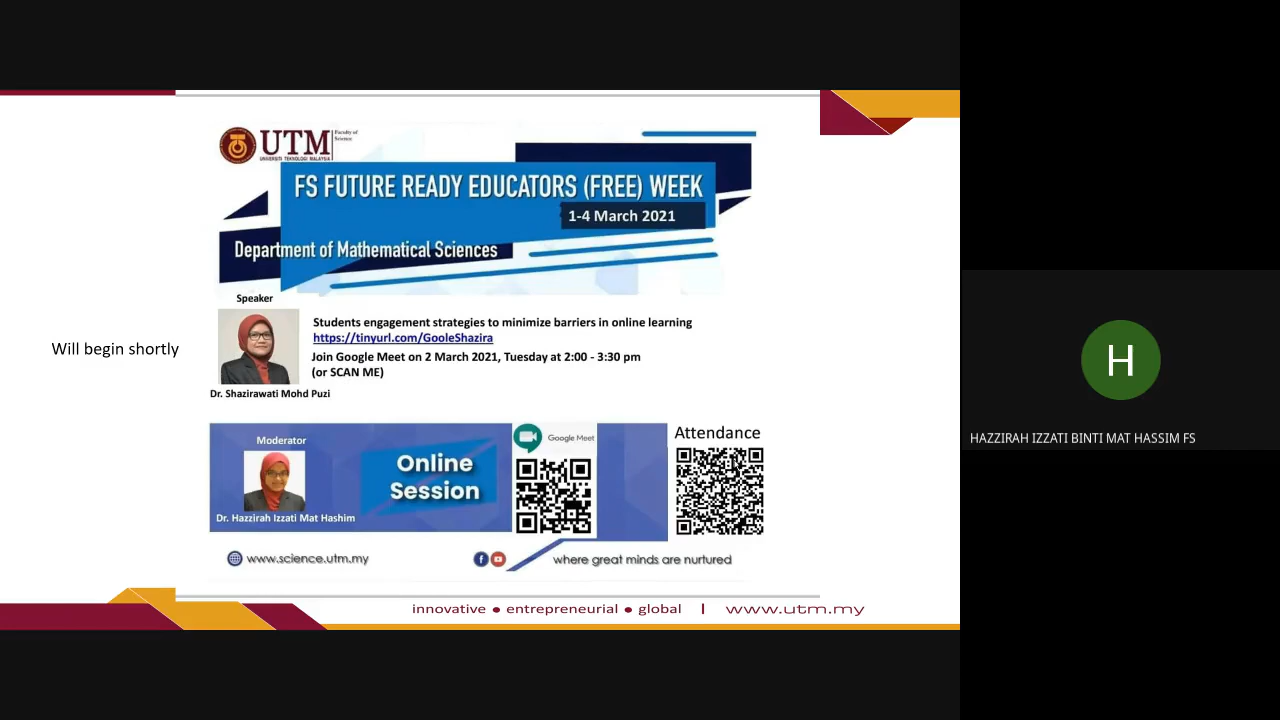 UTM
Faculty of
Science
UNIVERSITI TEKNOLOGI MALAYSIA
FS FUTURE READY EDUCATORS (FREE) WEEK
1-4 March 2021
Department of Mathematical Sciences
Speaker
Students engagement strategies to minimize barriers in online learning
https://tinyurl.com/GooleShazira
Join Google Meet on 2 March 2021, Tuesday at 2:00 - 3:30 pm
(or SCAN ME)
Will begin shortly
Dr. Shazirawati Mohd Puzi
Moderator
Online
Session
Google Meet
Attendance
Dr. Hazzirah Izzati Mat Hashim
www.science.utm.my
where great minds are nurtured
innovative ● entrepreneurial ● global | www.utm.my
H
HAZZIRAH IZZATI BINTI MAT HASSIM FS